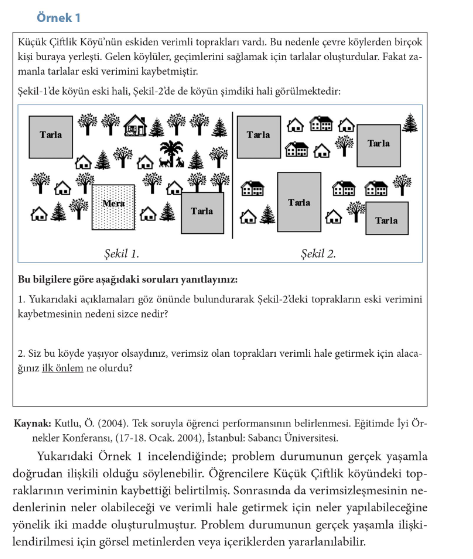 Örnek 1
Küçük Çiftlik Köyü'nün eskiden verimli toprakları vardı. Bu nedenle çevre köylerden birçok
kişi buraya yerleşti. Gelen köylüler, geçimlerini sağlamak için tarlalar oluşturdular. Fakat za-
manla tarlalar eski verimini kaybetmiştir.
Şekil-1'de köyün eski hali, Şekil-2'de de köyün şimdiki hali görülmektedir:
Tarla
Mera
Tarla
Tarla
Tarla
Tarla
Tarla
Şekil 1.
Şekil 2.
Bu bilgilere göre aşağıdaki soruları yanıtlayınız:
1. Yukarıdaki açıklamaları göz önünde bulundurarak Şekil-2'deki toprakların eski verimini
kaybetmesinin nedeni sizce nedir?
2. Siz bu köyde yaşıyor olsaydınız, verimsiz olan toprakları verimli hale getirmek için alaca-
ğınız ilk önlem ne olurdu?
Kaynak: Kutlu, Ö. (2004). Tek soruyla öğrenci performansının belirlenmesi. Eğitimde İyi Ör-
nekler Konferansı, (17-18. Ocak. 2004), İstanbul: Sabancı Üniversitesi.
Yukarıdaki Örnek 1 incelendiğinde; problem durumunun gerçek yaşamla
doğrudan ilişkili olduğu söylenebilir. Öğrencilere Küçük Çiftlik köyündeki top-
raklarının veriminin kaybettiği belirtilmiş. Sonrasında da verimsizleşmesinin ne-
denlerinin neler olabileceği ve verimli hale getirmek için neler yapılabileceğine
yönelik iki madde oluşturulmuştur. Problem durumunun gerçek yaşamla ilişki-
lendirilmesi için görsel metinlerden veya içeriklerden yararlanılabilir.